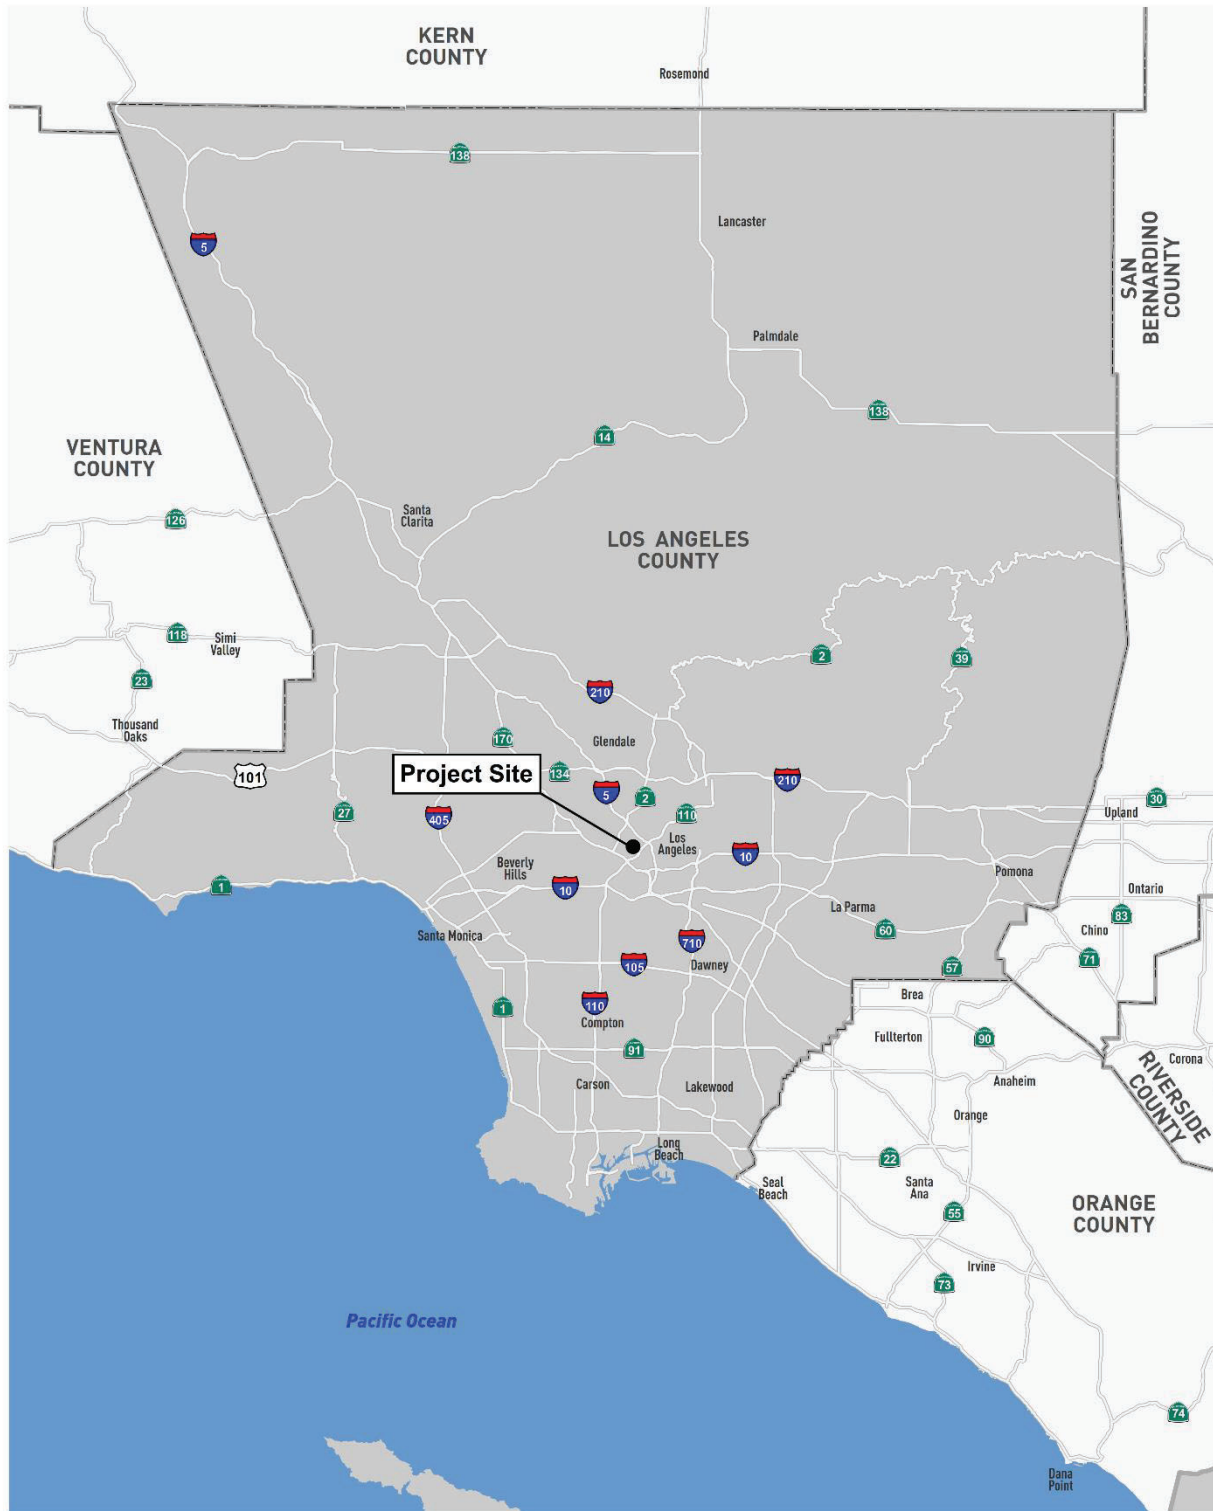 KERN
COUNTY
Rosemond
138
Lancaster
5
SAN
BERNARDINO
COUNTY
Palmdale
138
14
VENTURA
COUNTY
Santa
Clarita
126
LOS ANGELES
COUNTY
118
Simi
Valley
2
39
23
210
Thousand
Oaks
170
Glendale
Project Site
134
101
210
5
2
30
27
405
110
Upland
Los
Angeles
10
Beverly
Hills
Pomona
1
10
Ontario
La Parma
83
Chino
60
Santa Monica
710
71
105
Dawney
57
Brea
1
110
Compton
Fullterton
90
91
Corona
Carson
Lakewood
Anaheim
RIVERSIDE
COUNTY
Orange
Long
Beach
22
Seal
Beach
Santa
Ana
55
ORANGE
COUNTY
Irvine
73
Pacific Ocean
74
Dana
Point